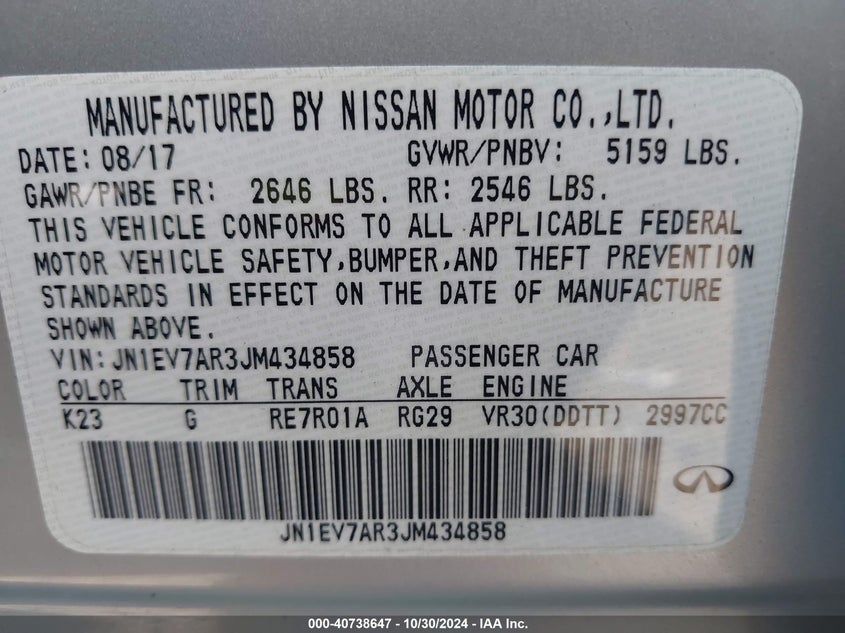 MANUFACTURED BY NISSAN MOTOR CO.,LTD.
DATE: 08/17 GVWR/PNBV: 5159 LBS.
GAWR/PNBE FR: 2646 LBS. RR: 2546 LBS.
THIS VEHICLE CONFORMS TO ALL APPLICABLE FEDERAL
MOTOR VEHICLE SAFETY,BUMPER,AND THEFT PREVENTION
STANDARDS IN EFFECT ON THE DATE OF MANUFACTURE
SHOWN ABOVE.
VIN: JN1EV7AR3JM434858 PASSENGER CAR
COLOR TRIM TRANS AXLE ENGINE
K23 G RE7R01A RG29 VR30(DDTT) 2997CC
JN1EV7AR3JM434858
000-40738647 - 10/30/2024 - IAA Inc.